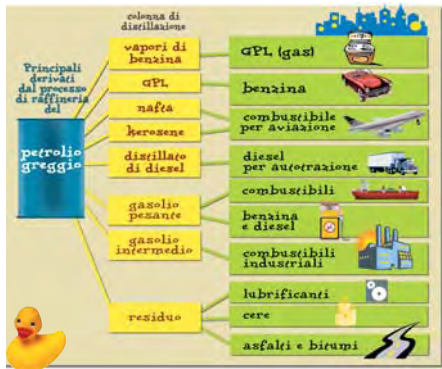 colonna di
distillazione
Principali
derivati
dal processo
di raffineria
del
petrolio
greggio
vapori di
benzina
GPL
nafta
kerosene
distillato
di diesel
gasolio
pesante
gasolio
intermedio
residuo
GPL (gas)
benzina
combustibile
per aviazione
diesel
per autotrazione
combustibili
benzina
e diesel
combustibili
industriali
lubrificanti
cere
asfalti e bitumi